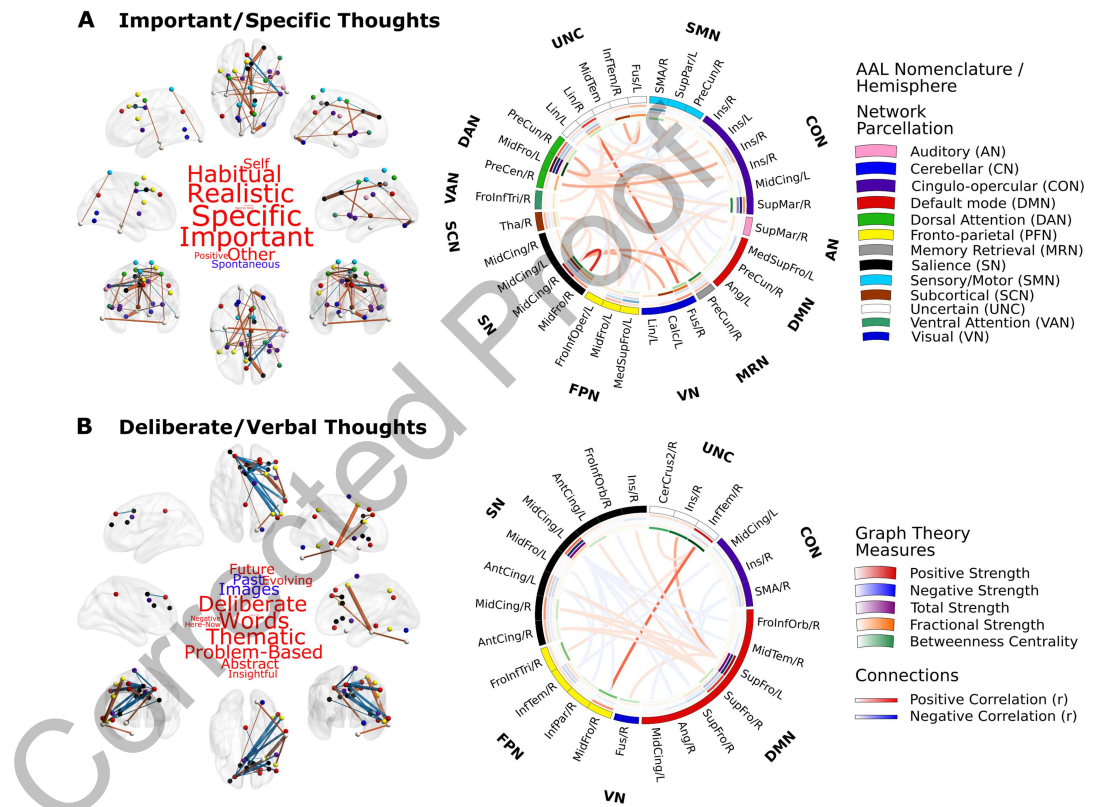 A Important/Specific Thoughts
Self
Habitual
Realistic
Specific
Important
Positive Other
Spontaneous
UNC
SMN
CON
AN
DMN
MRN
VN
FPN
SN
SCN
VAN
DAN
MidTem
InfTem/R
Fus/L
SMA/R
SupPar/L
PreCun/R
Ins/R
Ins/L
Ins/R
Ins/R
MidCing/L
SupMar/R
SupMar/R
MedSupFro/L
PreCun/R
Ang/L
PreCun/R
Fus/R
Calc/L
Lin/L
MedSupFro/L
MidFro/L
FroInfOper/L
MidFro/R
MidCing/R
MidCing/L
MidCing/R
Tha/R
FroInfTri/R
PreCen/R
MidFro/L
PreCun/R
Lin/L
Lin/R
AAL Nomenclature /
Hemisphere
Network
Parcellation
Auditory (AN)
Cerebellar (CN)
Cingulo-opercular (CON)
Default mode (DMN)
Dorsal Attention (DAN)
Fronto-parietal (PFN)
Memory Retrieval (MRN)
Salience (SN)
Sensory/Motor (SMN)
Subcortical (SCN)
Uncertain (UNC)
Ventral Attention (VAN)
Visual (VN)
B Deliberate/Verbal Thoughts
Future
Past Evolving
Images
Deliberate
Negative
Here-Now
Words
Thematic
Problem-Based
Abstract
Insightful
UNC
CON
DMN
VN
FPN
SN
CerCrus2/R
Ins/R
InfTem/R
MidCing/L
Ins/R
SMA/R
FroInfOrb/R
MidTem/R
SupFro/L
SupFro/R
SupFro/R
Ang/R
MidCing/L
Fus/R
MidFro/R
InfPar/R
InfTem/R
FroInfTri/R
AntCing/R
MidCing/R
AntCing/L
MidFro/L
MidCing/L
AntCing/L
FroInfOrb/R
Ins/R
Graph Theory
Measures
Positive Strength
Negative Strength
Total Strength
Fractional Strength
Betweenness Centrality
Connections
Positive Correlation (r)
Negative Correlation (r)
Corrected Proof